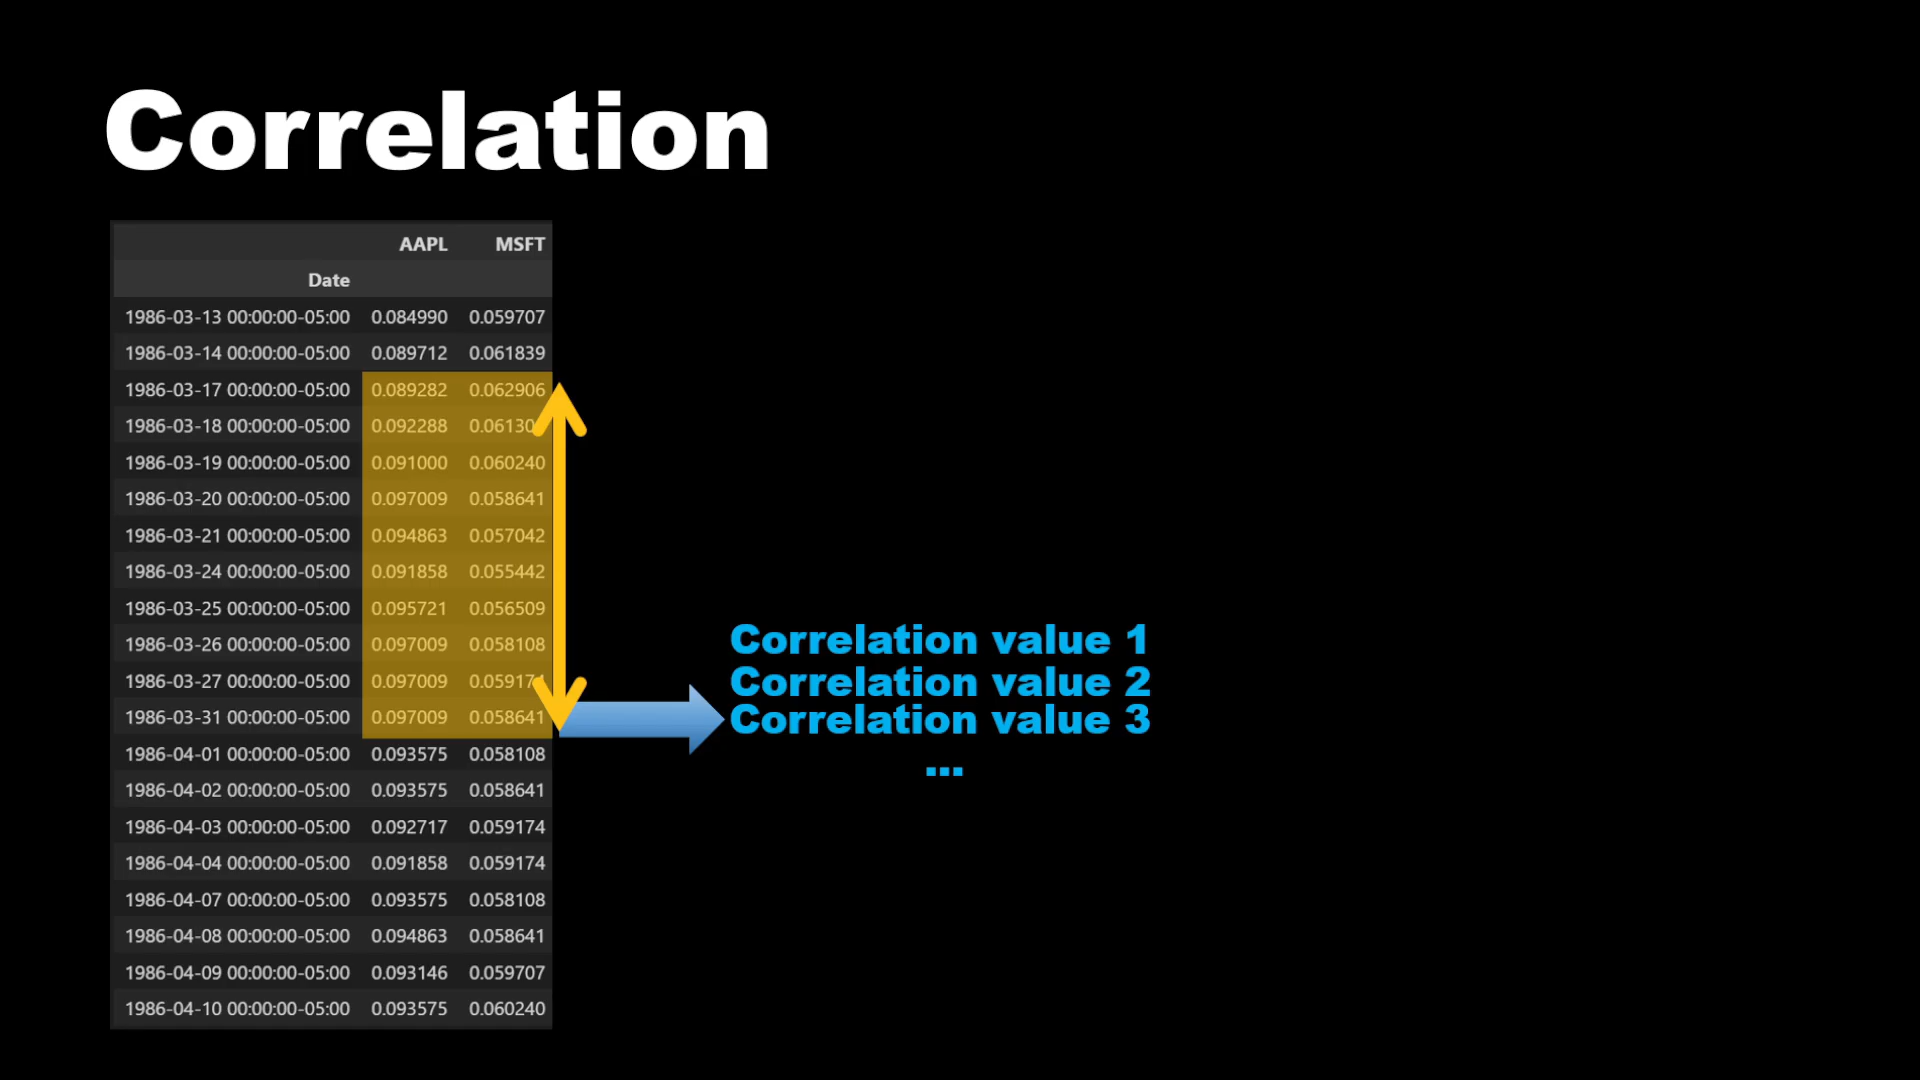 Correlation
AAPL MSFT
Date
1986-03-13 00:00:00-05:00 0.084990 0.059707
1986-03-14 00:00:00-05:00 0.089712 0.061839
1986-03-17 00:00:00-05:00 0.089282 0.062906
1986-03-18 00:00:00-05:00 0.092288
1986-03-19 00:00:00-05:00 0.091000 0.060240
1986-03-20 00:00:00-05:00 0.097009 0.058641
1986-03-21 00:00:00-05:00 0.094863 0.057042
1986-03-24 00:00:00-05:00 0.091858 0.055442
1986-03-25 00:00:00-05:00 0.095721 0.056509
1986-03-26 00:00:00-05:00 0.097009 0.058108
1986-03-27 00:00:00-05:00 0.097009 0.059174
1986-03-31 00:00:00-05:00 0.097009 0.058641
1986-04-01 00:00:00-05:00 0.093575 0.058108
1986-04-02 00:00:00-05:00 0.093575 0.058641
1986-04-03 00:00:00-05:00 0.092717 0.059174
1986-04-04 00:00:00-05:00 0.091858 0.059174
1986-04-07 00:00:00-05:00 0.093575 0.058108
1986-04-08 00:00:00-05:00 0.094863 0.058641
1986-04-09 00:00:00-05:00 0.093146 0.059707
1986-04-10 00:00:00-05:00 0.093575 0.060240
Correlation value 1
Correlation value 2
Correlation value 3
...